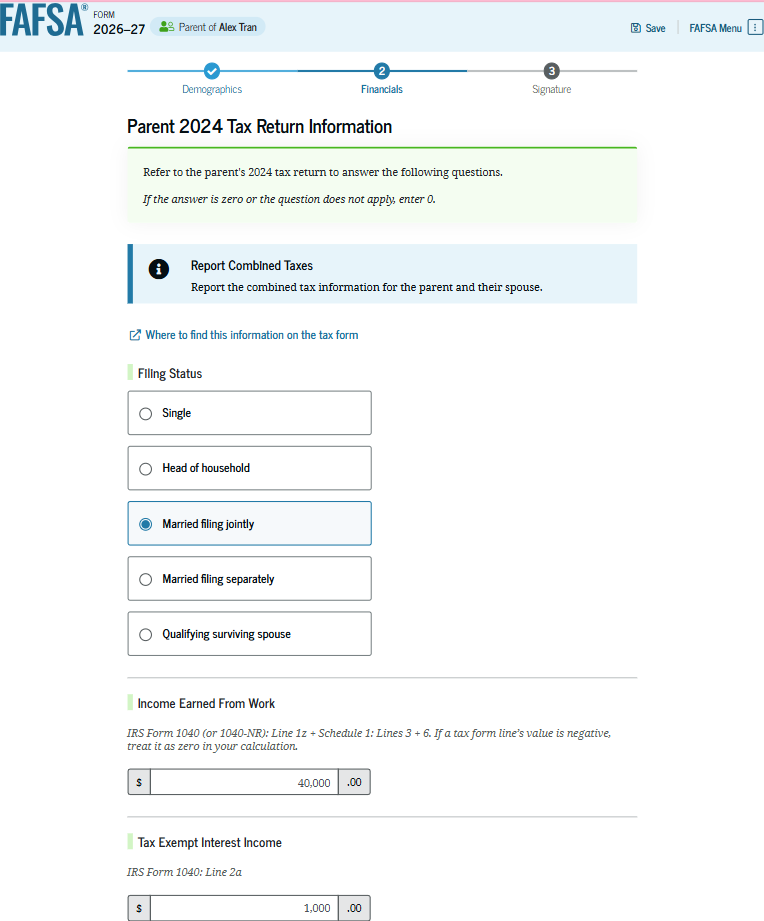 FAFSA®
FORM
2026–27
Parent of Alex Tran
Save
FAFSA Menu
2
3
Demographics
Financials
Signature
Parent 2024 Tax Return Information
Refer to the parent's 2024 tax return to answer the following questions.
If the answer is zero or the question does not apply, enter 0.
Report Combined Taxes
Report the combined tax information for the parent and their spouse.
Where to find this information on the tax form
Filing Status
Single
Head of household
Married filing jointly
Married filing separately
Qualifying surviving spouse
Income Earned From Work
IRS Form 1040 (or 1040-NR): Line 1z + Schedule 1: Lines 3 + 6. If a tax form line's value is negative,
treat it as zero in your calculation.
$ 40,000 .00
Tax Exempt Interest Income
IRS Form 1040: Line 2a
$ 1,000 .00